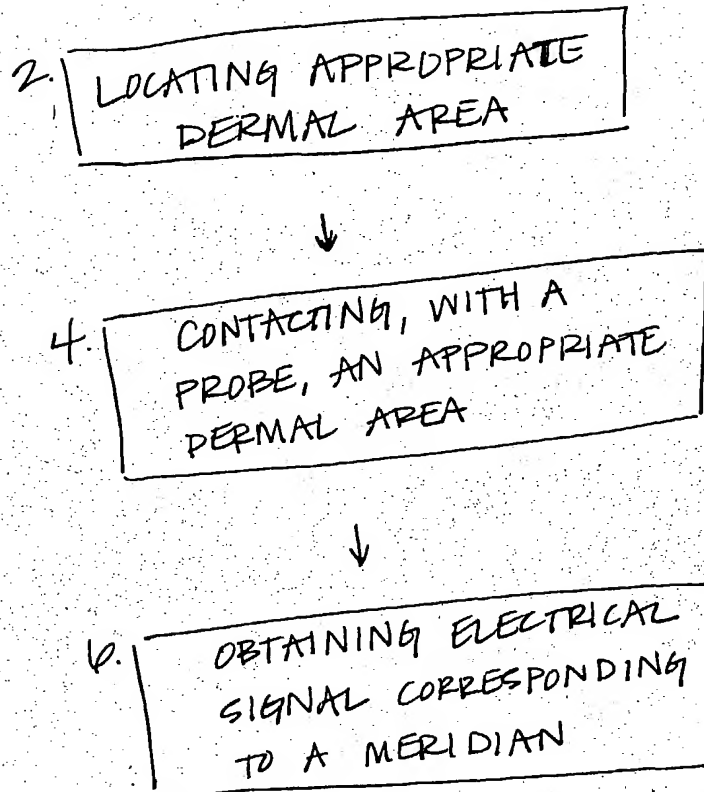 2. LOCATING APPROPRIATE
DERMAL AREA
4. CONTACTING, WITH A
PROBE, AN APPROPRIATE
DERMAL AREA
6. OBTAINING ELECTRICAL
SIGNAL CORRESPONDING
TO A MERIDIAN